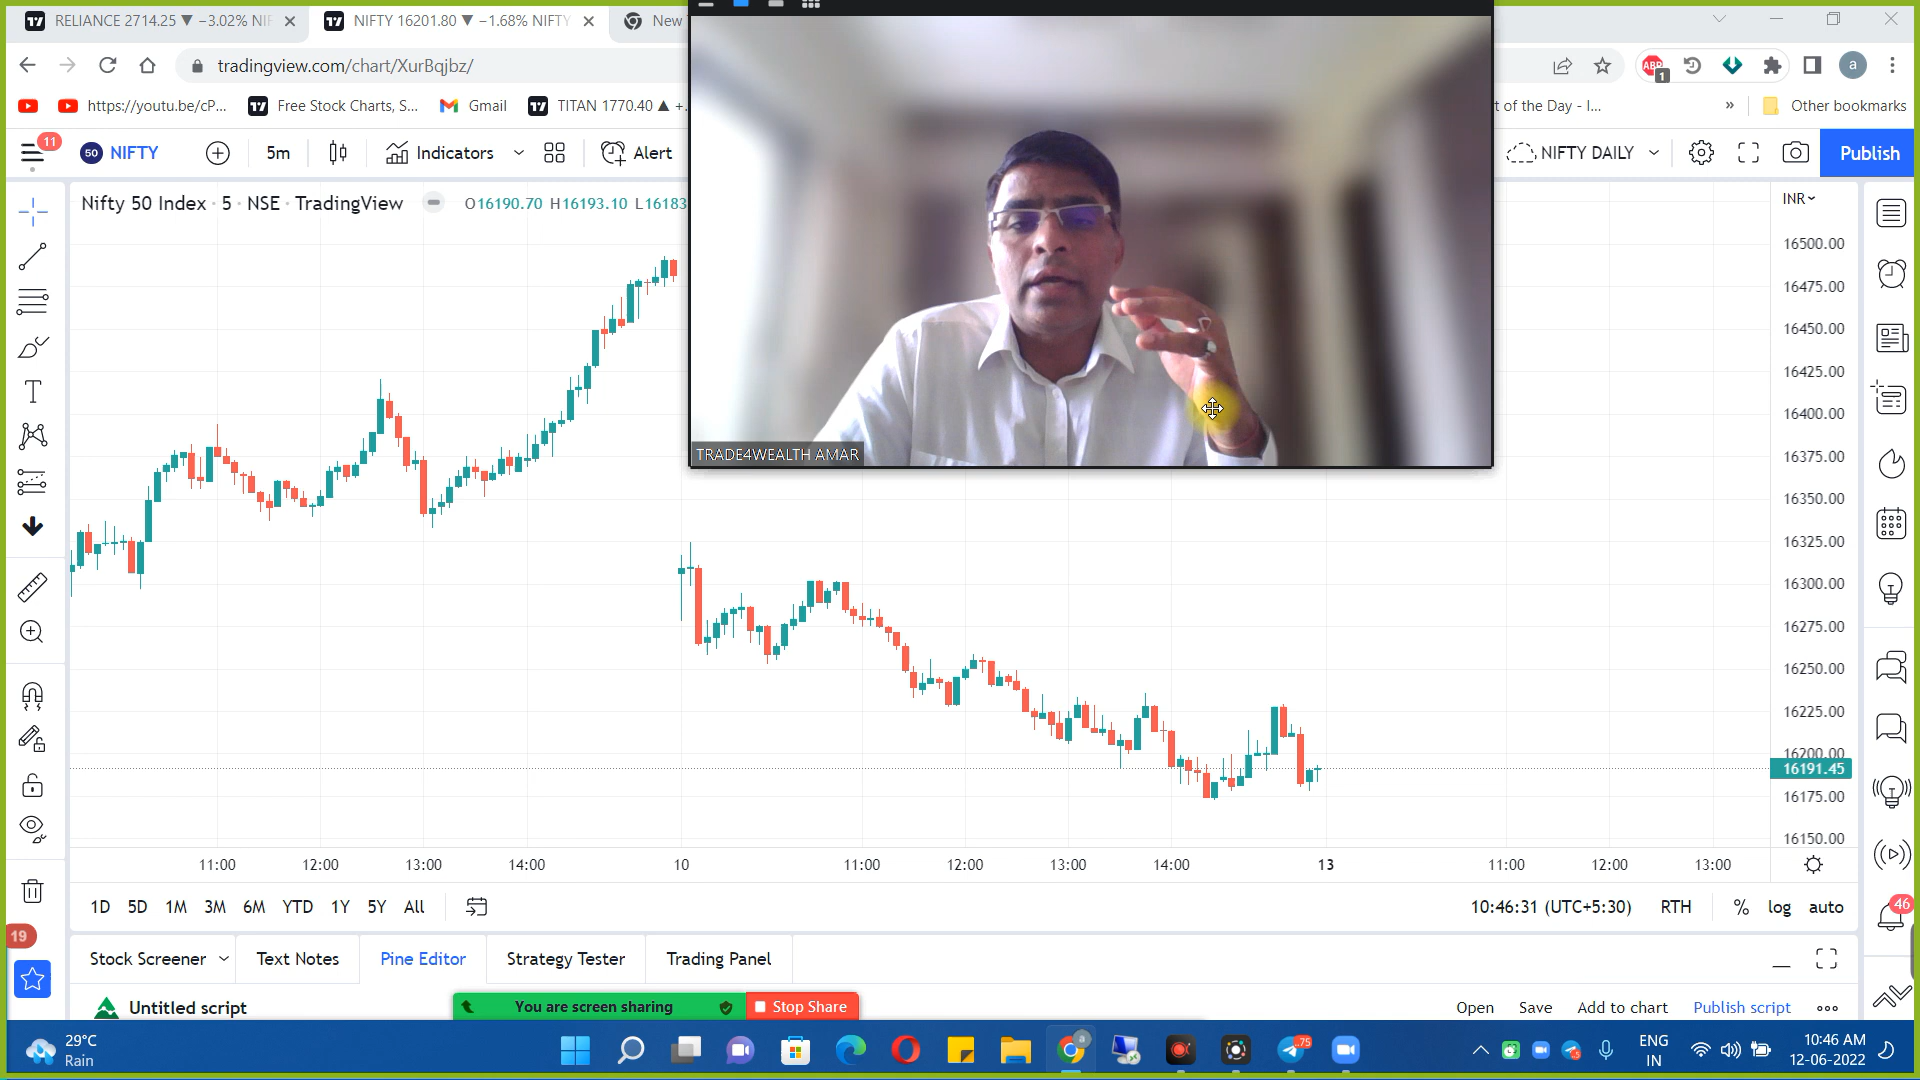 RELIANCE 2714.25 ▼ −3.02% NIF
NIFTY 16201.80 ▼ −1.68% NIFTY
New
tradingview.com/chart/XurBqjbz/
ABP
1
a
https://youtu.be/cP...
Free Stock Charts, S...
Gmail
TITAN 1770.40 ▲ +.
t of the Day - I...
»
Other bookmarks
11
50
NIFTY
5m
Indicators
Alert
NIFTY DAILY
Publish
Nifty 50 Index · 5 · NSE · TradingView
O16190.70 H16193.10 L16183
INR
16500.00
16475.00
16450.00
16425.00
16400.00
16375.00
16350.00
16325.00
16300.00
16275.00
16250.00
16225.00
16200.00
16191.45
16175.00
16150.00
TRADE4WEALTH AMAR
11:00
12:00
13:00
14:00
10
11:00
12:00
13:00
14:00
13
11:00
12:00
13:00
1D 5D 1M 3M 6M YTD 1Y 5Y All
10:46:31 (UTC+5:30) RTH % log auto
46
19
Stock Screener
Text Notes
Pine Editor
Strategy Tester
Trading Panel
Untitled script
You are screen sharing
Stop Share
Open Save Add to chart Publish script
29°C
Rain
75
ENG
IN
10:46 AM
12-06-2022